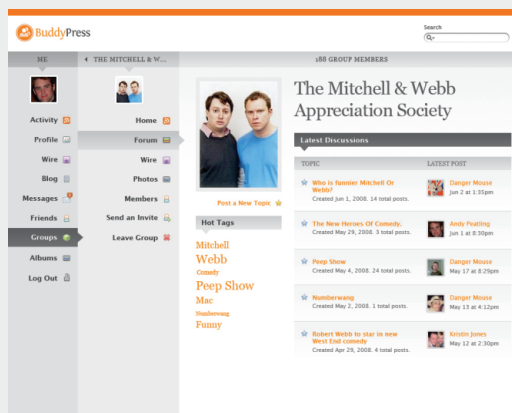 BuddyPress
Search
ME
THE MITCHELL & W...
188 GROUP MEMBERS
Activity
Profile
Wire
Blog
Messages
Friends
Groups
Albums
Log Out
Home
Forum
Wire
Photos
Members
Send an Invite
Leave Group
Post a New Topic
Hot Tags
Mitchell
Webb
Comedy
Peep Show
Mac
Numberwang
Funny
The Mitchell & Webb
Appreciation Society
Latest Discussions
TOPIC LATEST POST
Who is funnier Mitchell Or
Webb?
Created Jun 1, 2008. 14 total posts.
Danger Mouse
Jun 2 at 1:35pm
The New Heroes Of Comedy.
Created May 29, 2008. 3 total posts.
Andy Peatling
Jun 1 at 8:30pm
Peep Show
Created May 4, 2008. 24 total posts.
Danger Mouse
May 17 at 8:29pm
Numberwang
Created May 2, 2008. 1 total posts.
Danger Mouse
May 13 at 4:12pm
Robert Webb to star in new
West End comedy
Created Apr 29, 2008. 4 total posts.
Kristin Jones
May 12 at 2:30pm